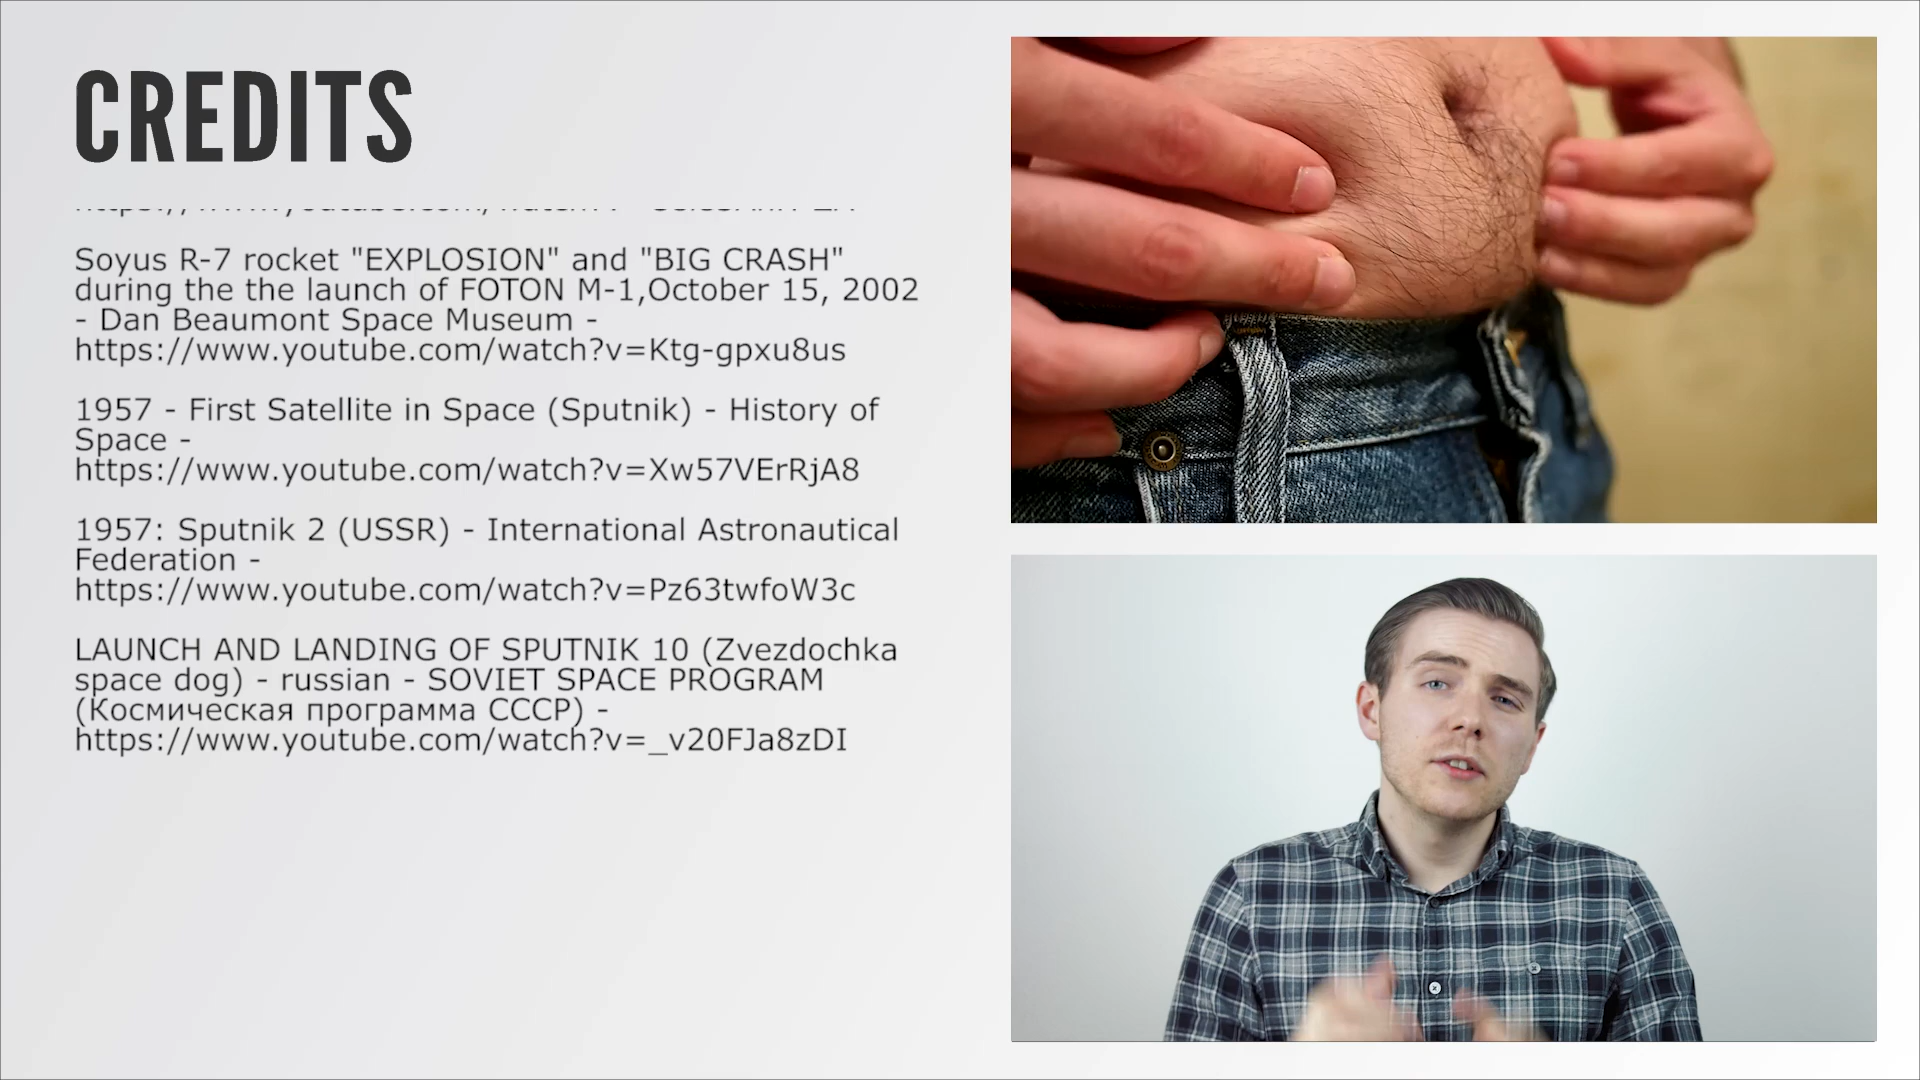 CREDITS
Soyus R-7 rocket "EXPLOSION" and "BIG CRASH"
during the the launch of FOTON M-1,October 15, 2002
- Dan Beaumont Space Museum -
https://www.youtube.com/watch?v=Ktg-gpxu8us
1957 - First Satellite in Space (Sputnik) - History of
Space -
https://www.youtube.com/watch?v=Xw57VErRjA8
1957: Sputnik 2 (USSR) - International Astronautical
Federation -
https://www.youtube.com/watch?v=Pz63twfoW3c
LAUNCH AND LANDING OF SPUTNIK 10 (Zvezdochka
space dog) - russian - SOVIET SPACE PROGRAM
(Космическая программа СССР) -
https://www.youtube.com/watch?v=_v20FJa8zDI